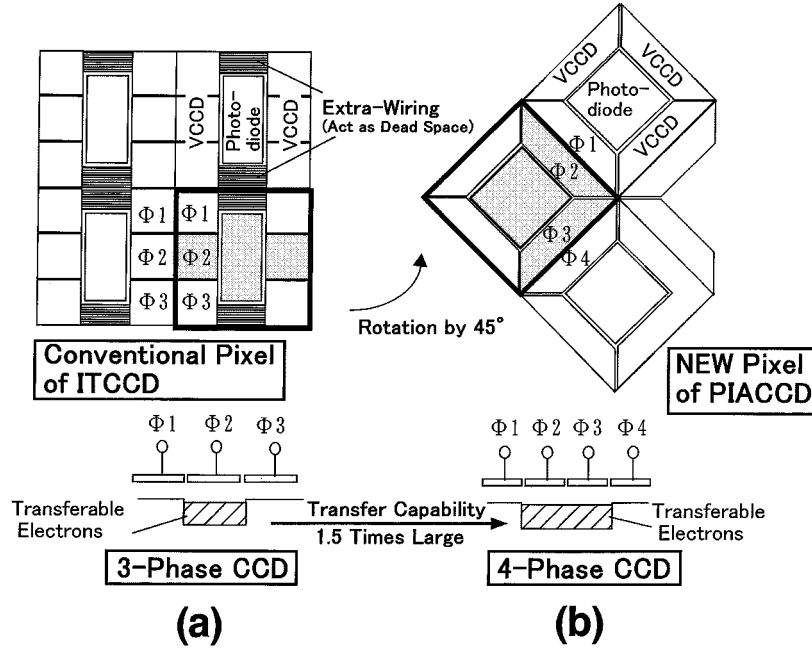 VCCD
Photo-
diode
VCCD
Extra-Wiring
(Act as Dead Space)
Φ1
Φ1
Φ2
Φ2
Φ3
Φ3
Conventional Pixel
of ITCCD
Rotation by 45°
VCCD
VCCD
Photo-
diode
VCCD
Φ1
Φ2
Φ3
Φ4
NEW Pixel
of PIACCD
Φ1
Φ2
Φ3
Transferable
Electrons
3-Phase CCD
Transfer Capability
1.5 Times Large
Φ1
Φ2
Φ3
Φ4
Transferable
Electrons
4-Phase CCD
(a)
(b)